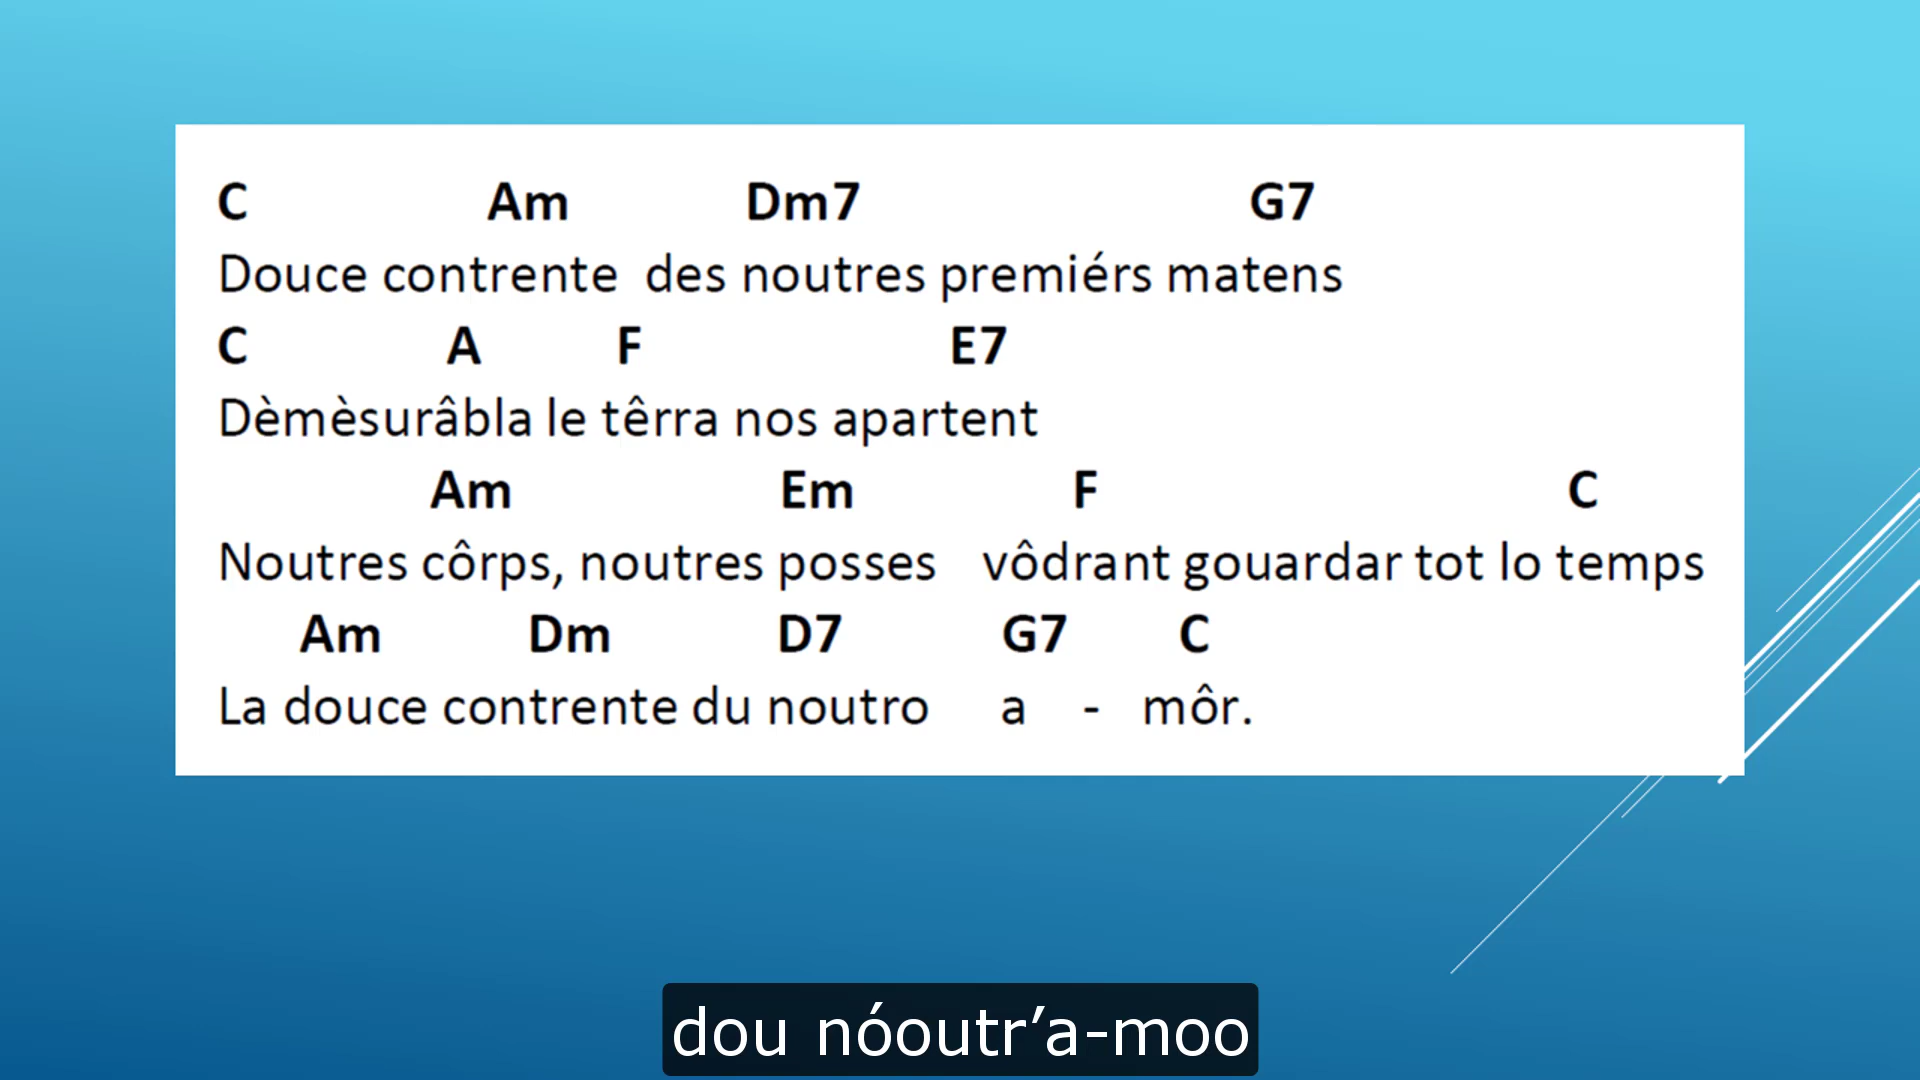 C Am Dm7 G7
Douce contrente des noutres premiérs matens
C A F E7
Dèmèsurâbla le têrra nos apartent
Am Em F C
Noutres côrps, noutres posses vôdrant gouardar tot lo temps
Am Dm D7 G7 C
La douce contrente du noutro a - môr.
dou nóoutr’a-moo